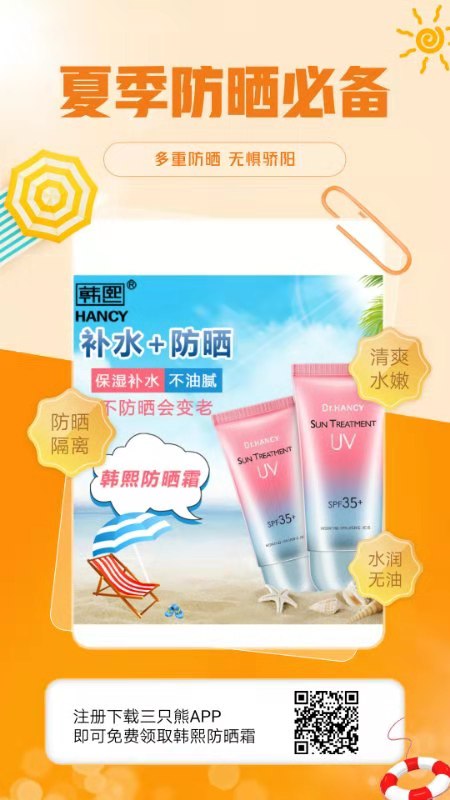 夏季防晒必备
多重防晒 无惧骄阳
韩熙®
HANCY
补水+防晒
保湿补水 不油腻
不防晒会变老
清爽
水嫩
防晒
隔离
韩熙防晒霜
DR.HANCY
SUN TREATMENT
UV
SPF35+
DR.HANCY
SUN TREATMENT
UV
SPF35+
水润
无油
注册下载三只熊APP
即可免费领取韩熙防晒霜